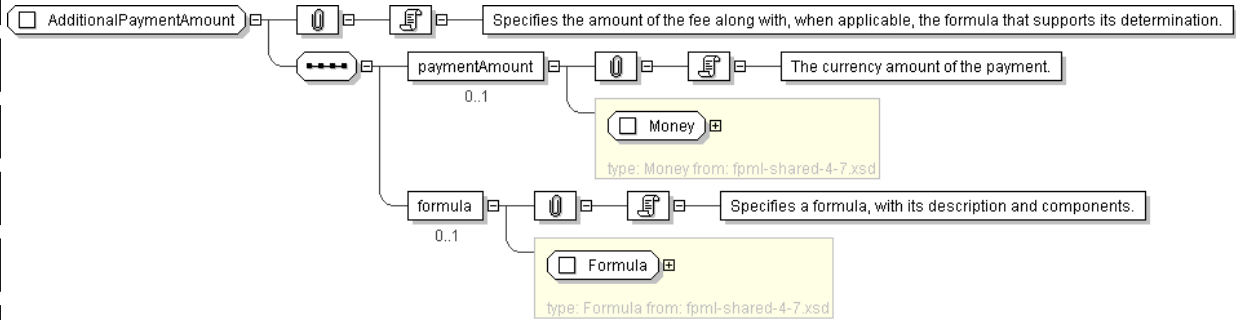 AdditionalPaymentAmount
Specifies the amount of the fee along with, when applicable, the formula that supports its determination.
paymentAmount
The currency amount of the payment.
0..1
Money
type: Money from: fpml-shared-4-7.xsd
formula
Specifies a formula, with its description and components.
0..1
Formula
type: Formula from: fpml-shared-4-7.xsd